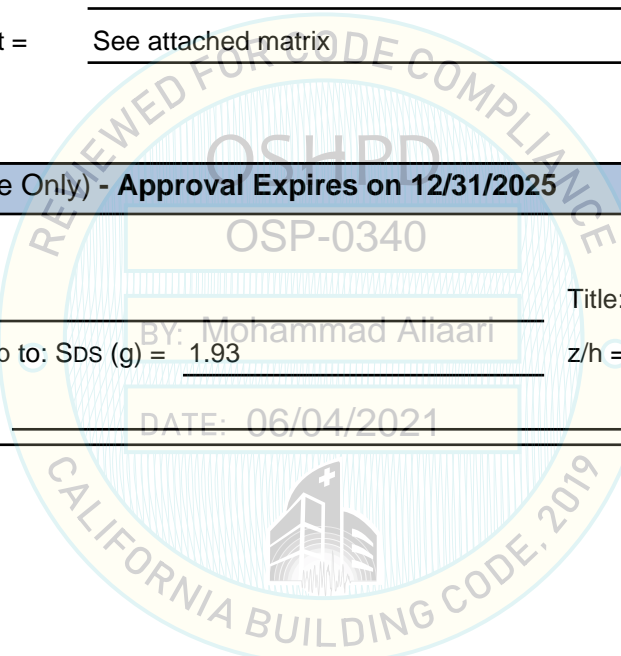 t = See attached matrix
REVIEWED FOR CODE COMPLIANCE
OSHPD
e Only) - Approval Expires on 12/31/2025
OSP-0340
Title:
BY: Mohammad Aliaari
o to: SDS (g) = 1.93 z/h =
DATE: 06/04/2021
CALIFORNIA BUILDING CODE, 2019